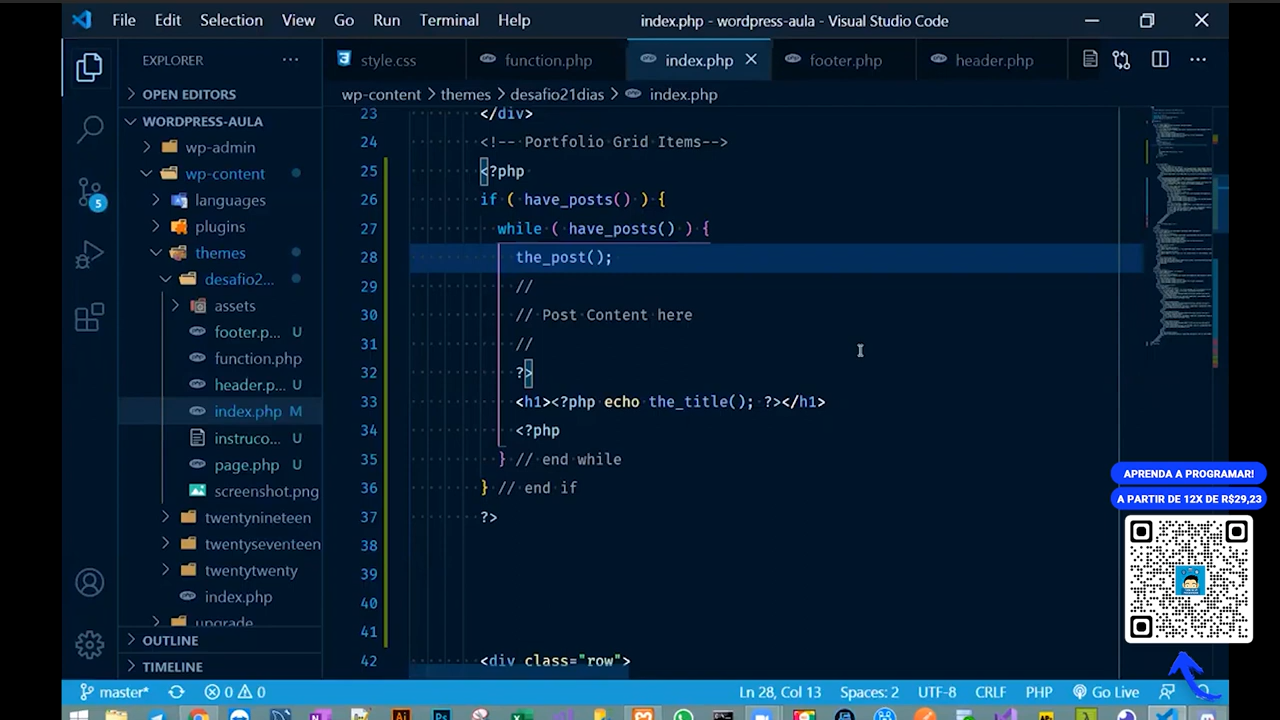 File Edit Selection View Go Run Terminal Help index.php - wordpress-aula - Visual Studio Code
EXPLORER
style.css function.php index.php footer.php header.php
OPEN EDITORS
wp-content themes desafio21dias index.php
WORDPRESS-AULA
wp-admin
wp-content
languages
plugins
themes
desafio2...
assets
footer.p... U
function.php
header.p... U
index.php M
instruco... U
page.php U
screenshot.png
twentynineteen
twentyseventeen
twentytwenty
index.php
upgrade
OUTLINE
TIMELINE
5
23 </div>
24 <!-- Portfolio Grid Items-->
25 <?php
26 if ( have_posts() ) {
27 while ( have_posts() ) {
28 the_post();
29 //
30 // Post Content here
31 //
32 ?>
33 <h1><?php echo the_title(); ?></h1>
34 <?php
35 } // end while
36 } // end if
37 ?>
38
39
40
41
42 <div class="row">
APRENDA A PROGRAMAR!
A PARTIR DE 12X DE R$29,23
master* 0 0 Ln 28, Col 13 Spaces: 2 UTF-8 CRLF PHP Go Live